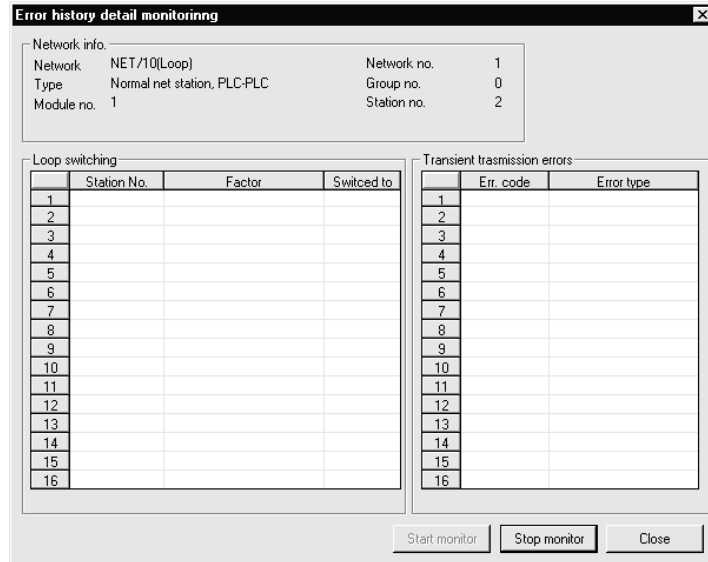 Error history detail monitorinng
Network info.
Network NET/10(Loop) Network no. 1
Type Normal net station, PLC-PLC Group no. 0
Module no. 1 Station no. 2
Loop switching Transient trasmission errors
Station No. Factor Switced to Err. code Error type
1 1
2 2
3 3
4 4
5 5
6 6
7 7
8 8
9 9
10 10
11 11
12 12
13 13
14 14
15 15
16 16
Start monitor Stop monitor Close